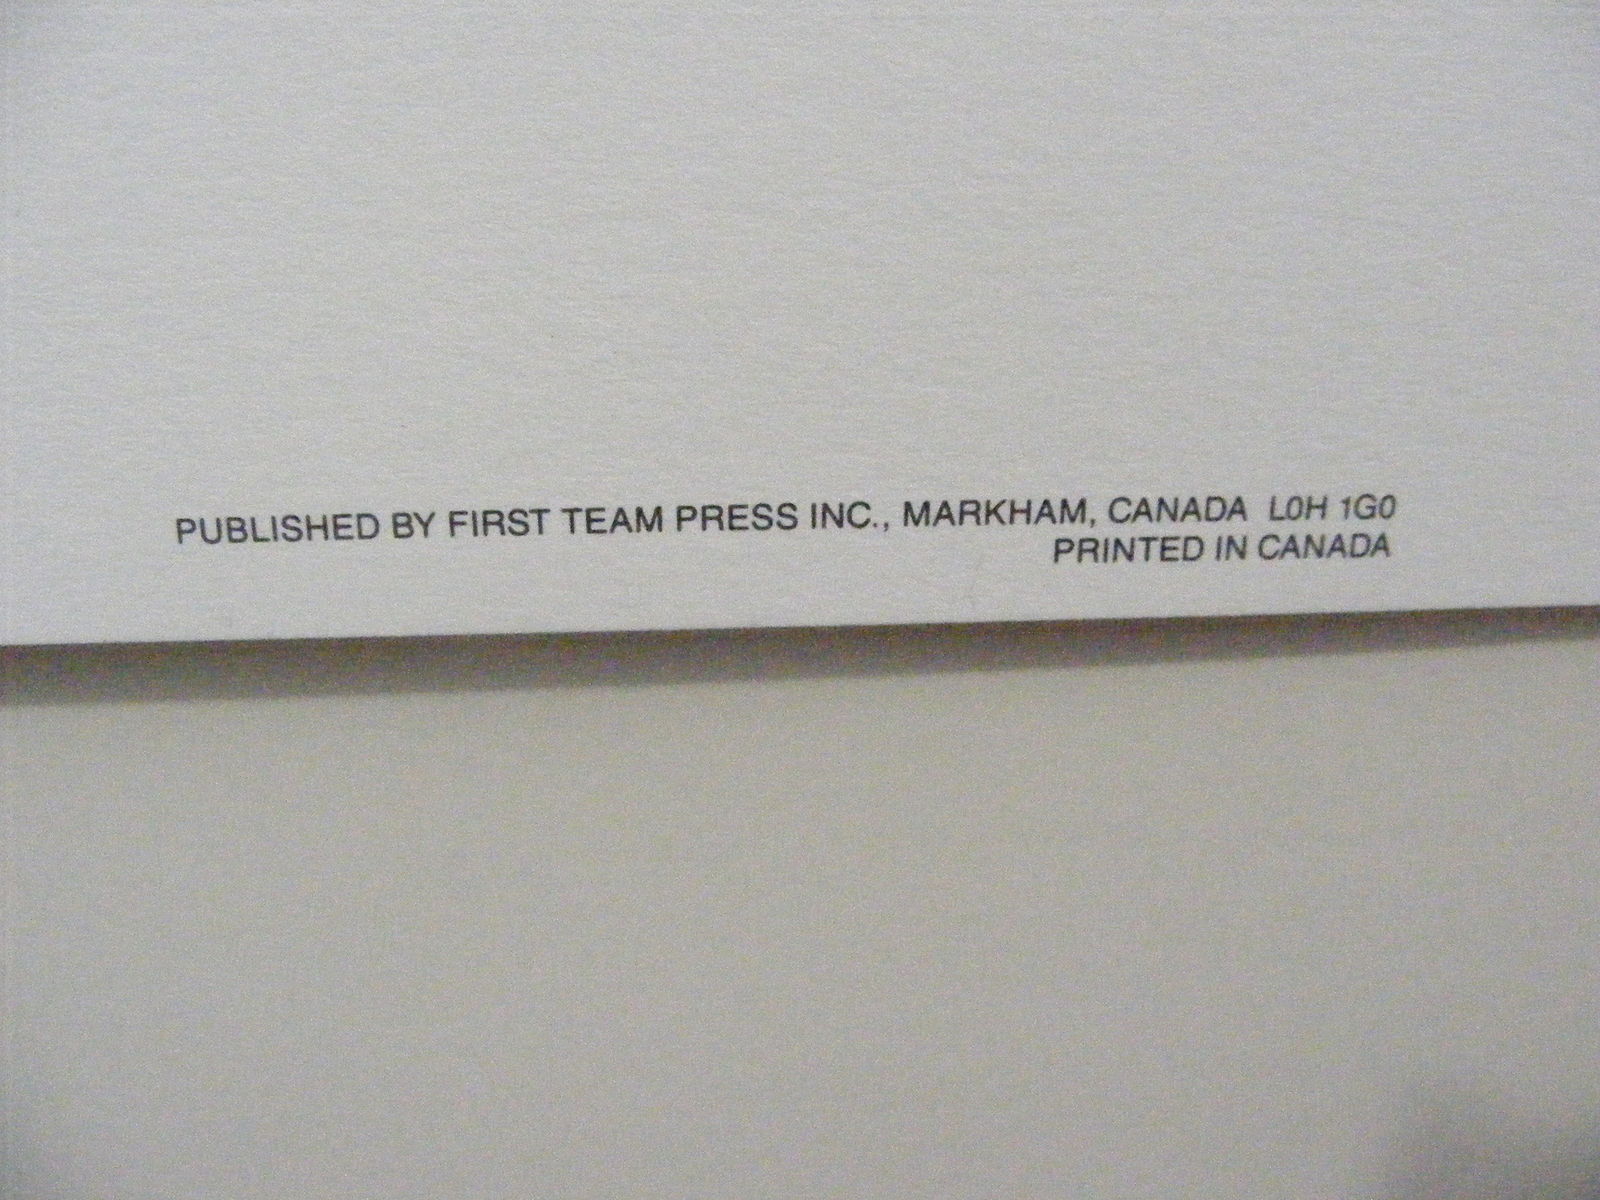 PUBLISHED BY FIRST TEAM PRESS INC., MARKHAM, CANADA L0H 1G0
PRINTED IN CANADA